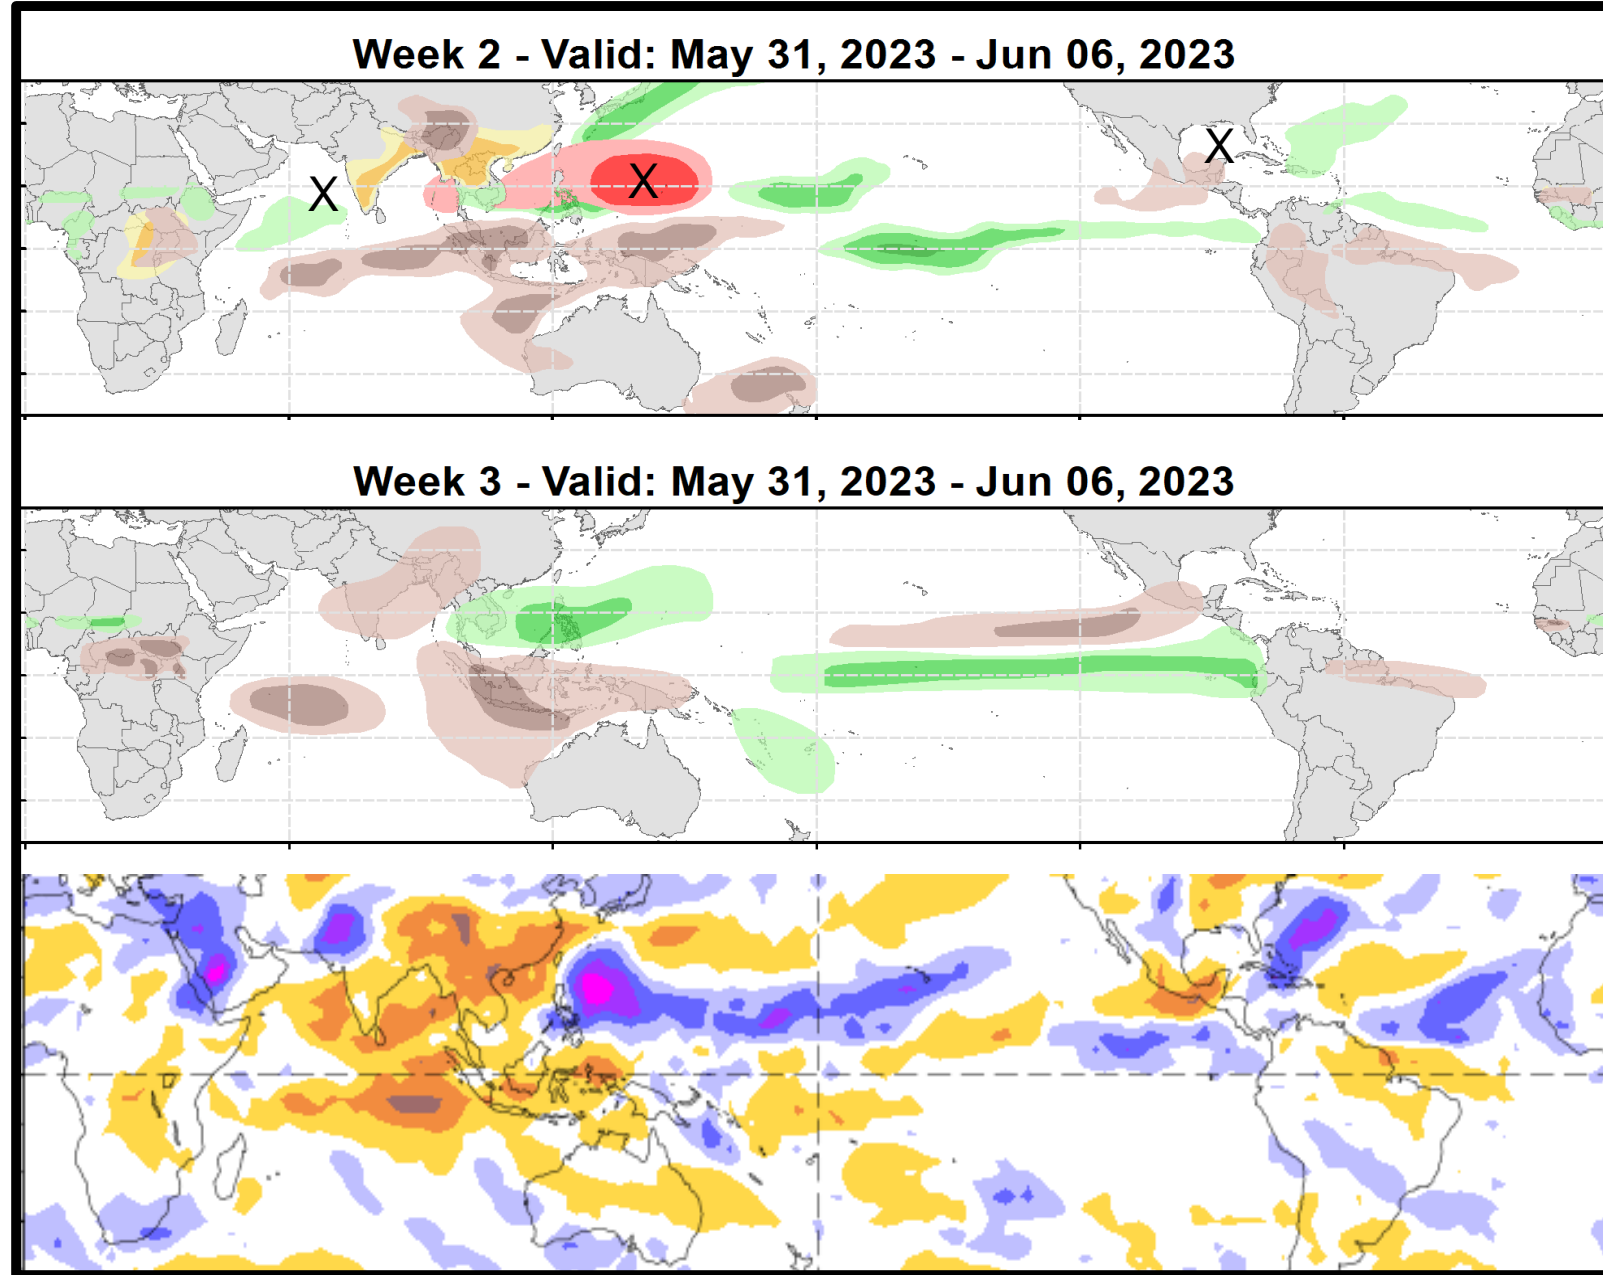 Week 2 - Valid: May 31, 2023 - Jun 06, 2023
X
X
X
Week 3 - Valid: May 31, 2023 - Jun 06, 2023